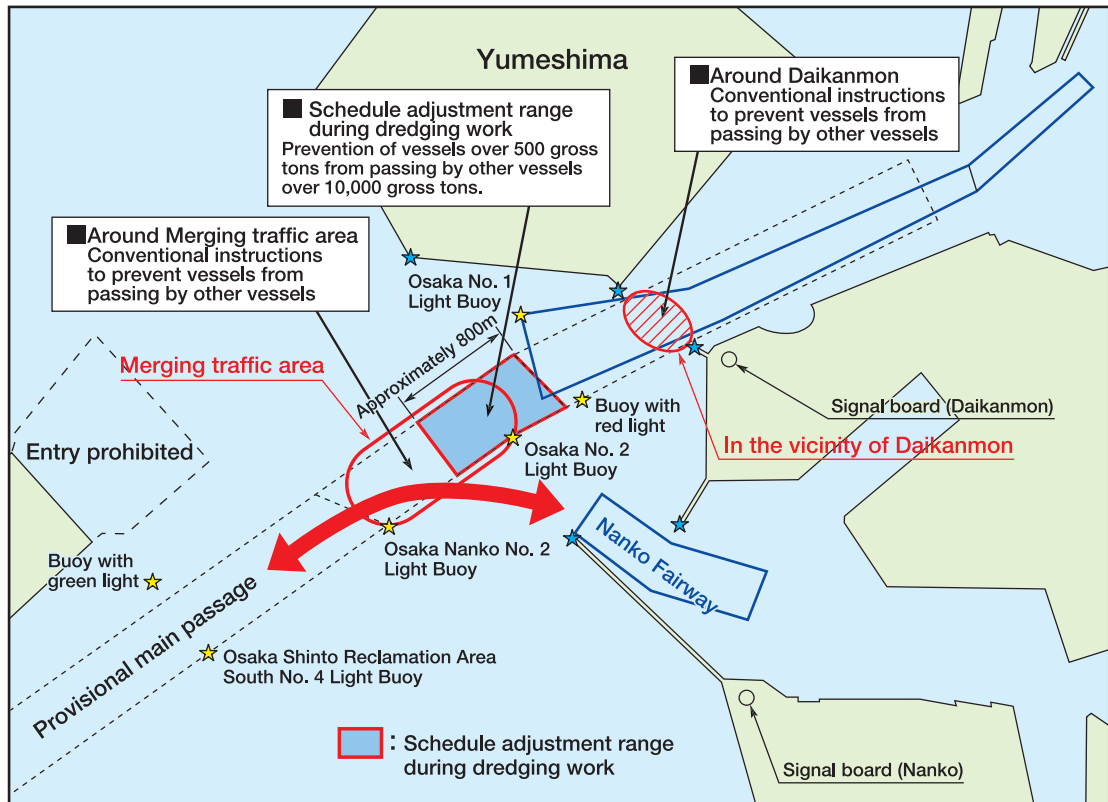 Yumeshima
■Around Daikanmon
Conventional instructions
to prevent vessels from
passing by other vessels
■ Schedule adjustment range
during dredging work
Prevention of vessels over 500 gross
tons from passing by other vessels
over 10,000 gross tons.
■Around Merging traffic area
Conventional instructions
to prevent vessels from
passing by other vessels
Osaka No. 1
Light Buoy
Approximately 800m
Merging traffic area
Entry prohibited
Buoy with
red light
Signal board (Daikanmon)
In the vicinity of Daikanmon
Osaka No. 2
Light Buoy
Osaka Nanko No. 2
Light Buoy
Nanko Fairway
Buoy with
green light
Provisional main passage
Osaka Shinto Reclamation Area
South No. 4 Light Buoy
: Schedule adjustment range
during dredging work
Signal board (Nanko)